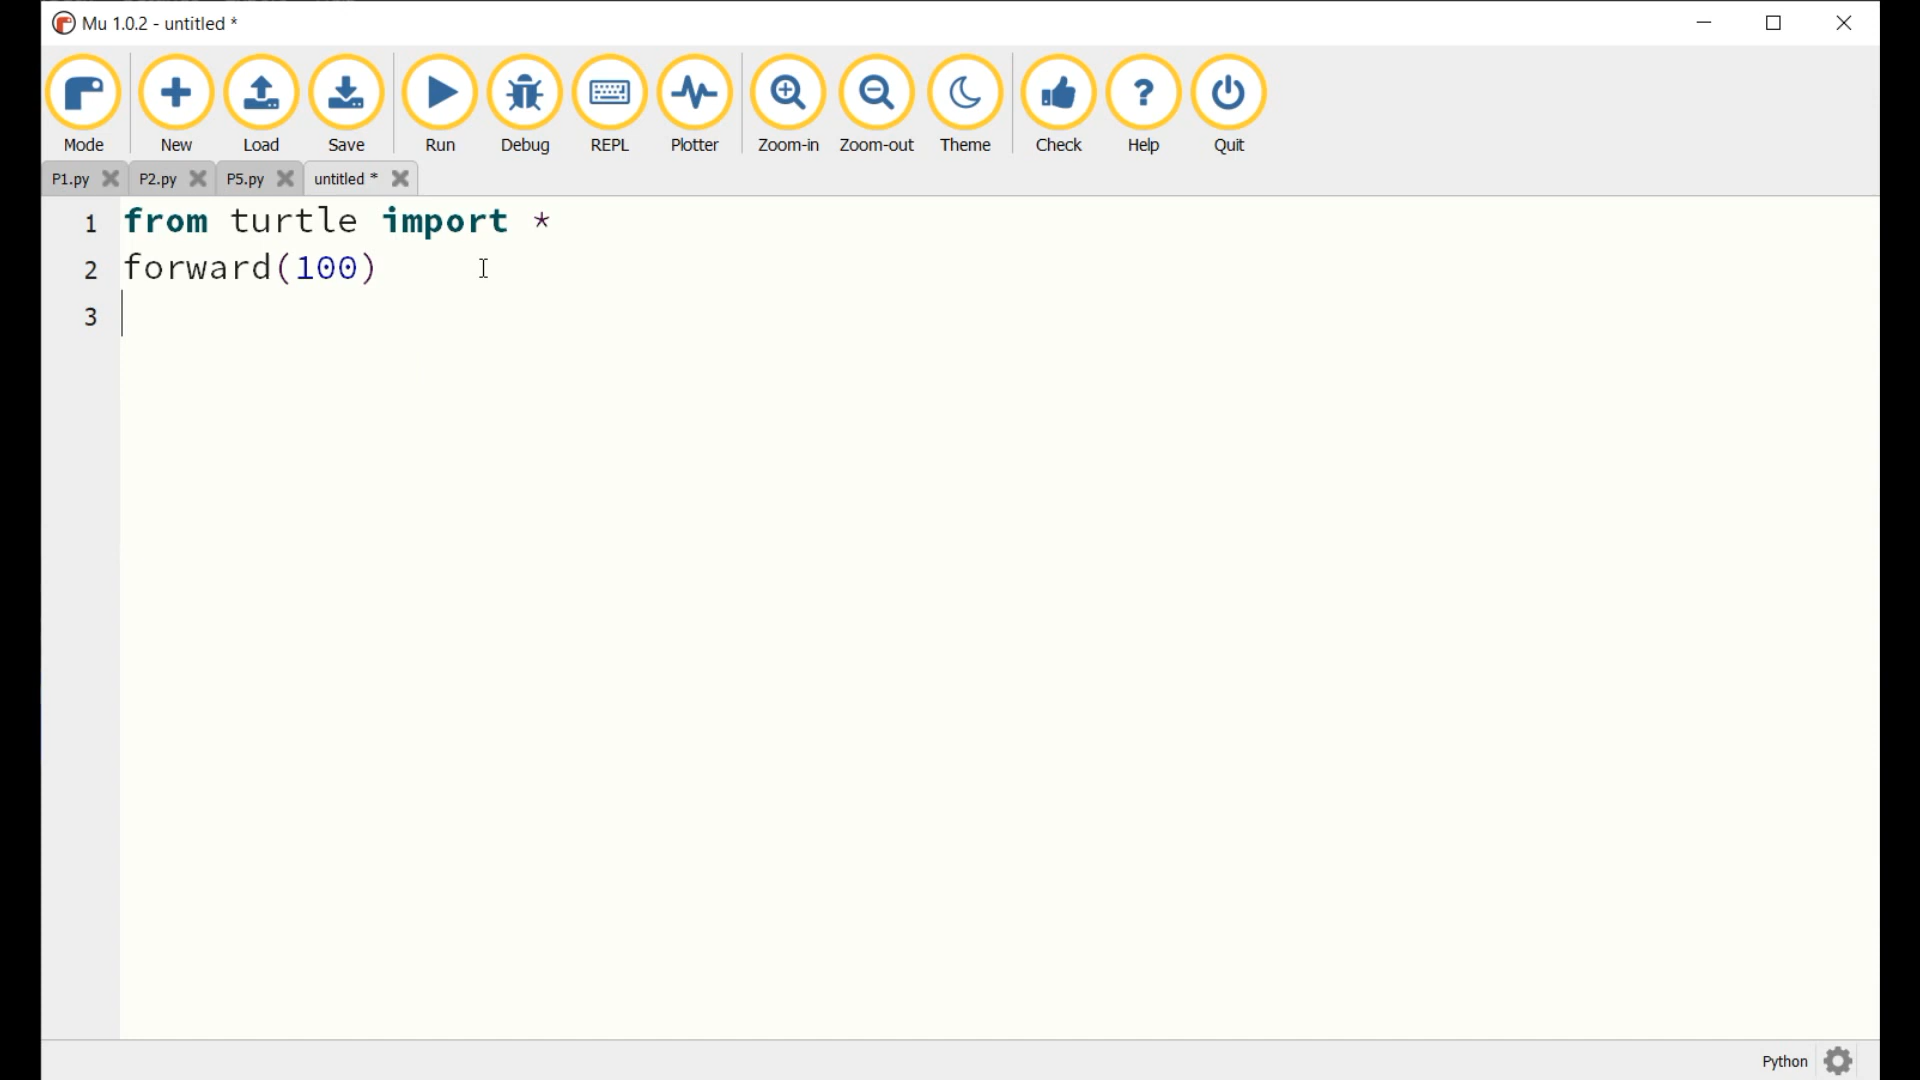 Mu 1.0.2 - untitled *
Mode New Load Save Run Debug REPL Plotter Zoom-in Zoom-out Theme Check Help Quit
P1.py P2.py P5.py untitled *
1 from turtle import *
2 forward(100)
3
Python